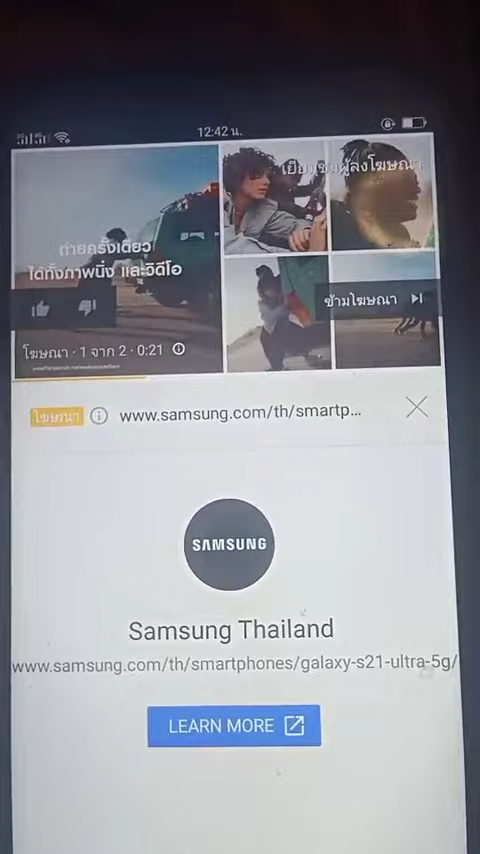 12:42 น.
เยี่ยมชมผู้ลงโฆษณา
ถ่ายครั้งเดียว
ได้ทั้งภาพนิ่ง และวิดีโอ
ข้ามโฆษณา
โฆษณา · 1 จาก 2 · 0:21
โฆษณา www.samsung.com/th/smartp...
SAMSUNG
Samsung Thailand
www.samsung.com/th/smartphones/galaxy-s21-ultra-5g/
LEARN MORE